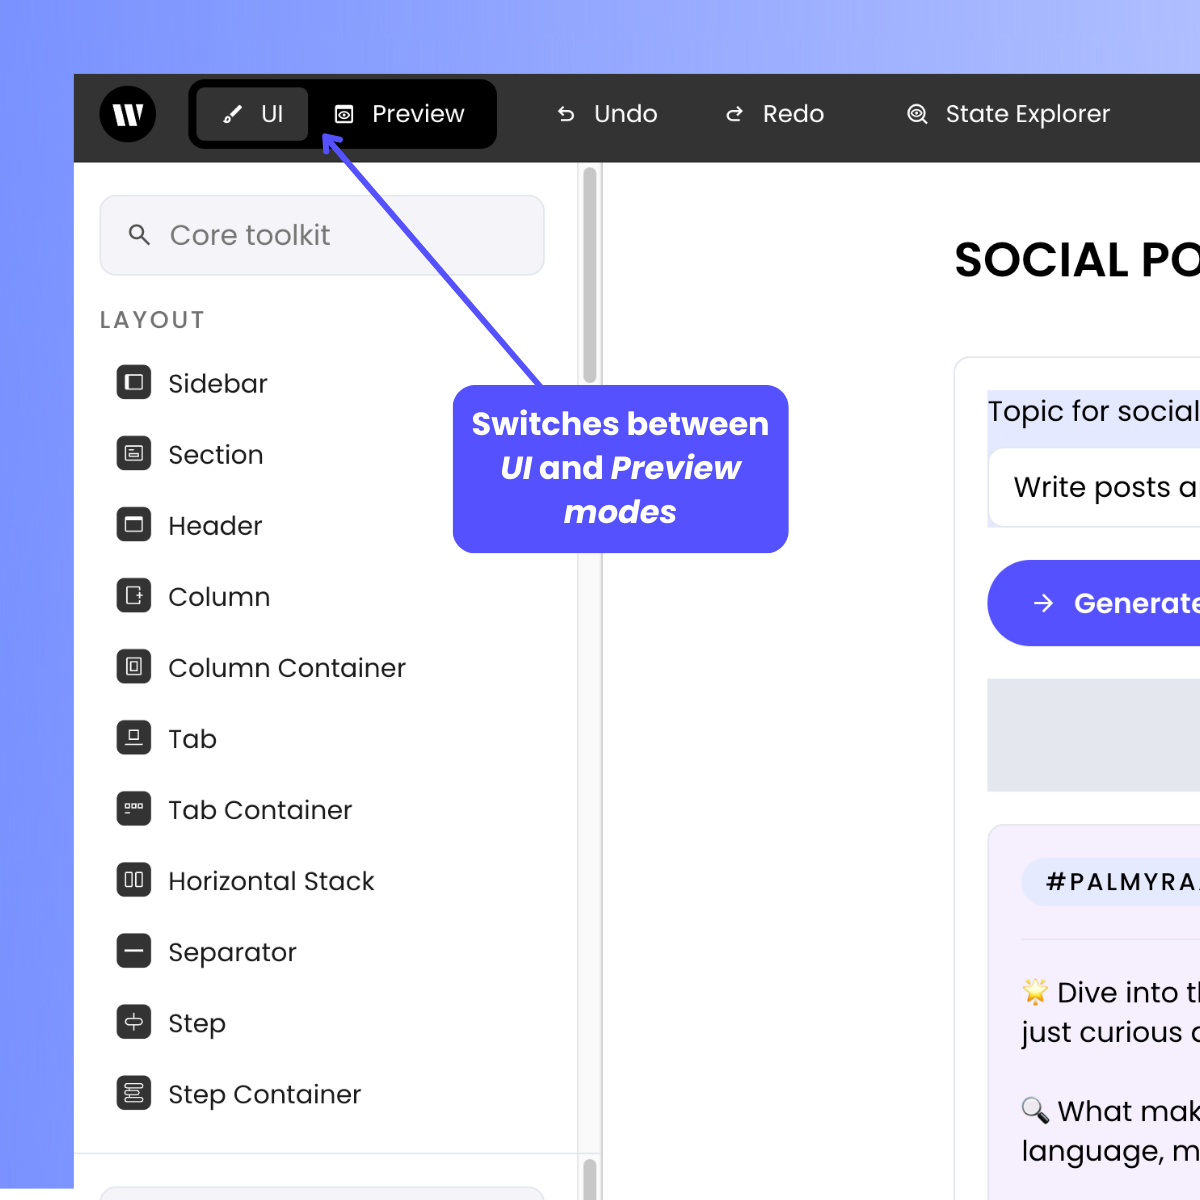 UI
Preview
Undo
Redo
State Explorer
Core toolkit
LAYOUT
Sidebar
Section
Header
Column
Column Container
Tab
Tab Container
Horizontal Stack
Separator
Step
Step Container
Switches between
UI and Preview
modes
SOCIAL PO
Topic for social
Write posts a
Generate
#PALMYRA
🌟 Dive into t
just curious
🔍 What mak
language, m